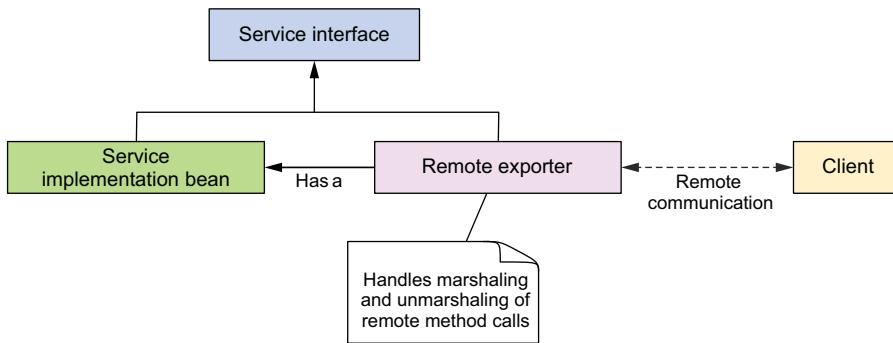 Service interface
Service
implementation bean
Has a
Remote exporter
Remote
communication
Client
Handles marshaling
and unmarshaling of
remote method calls